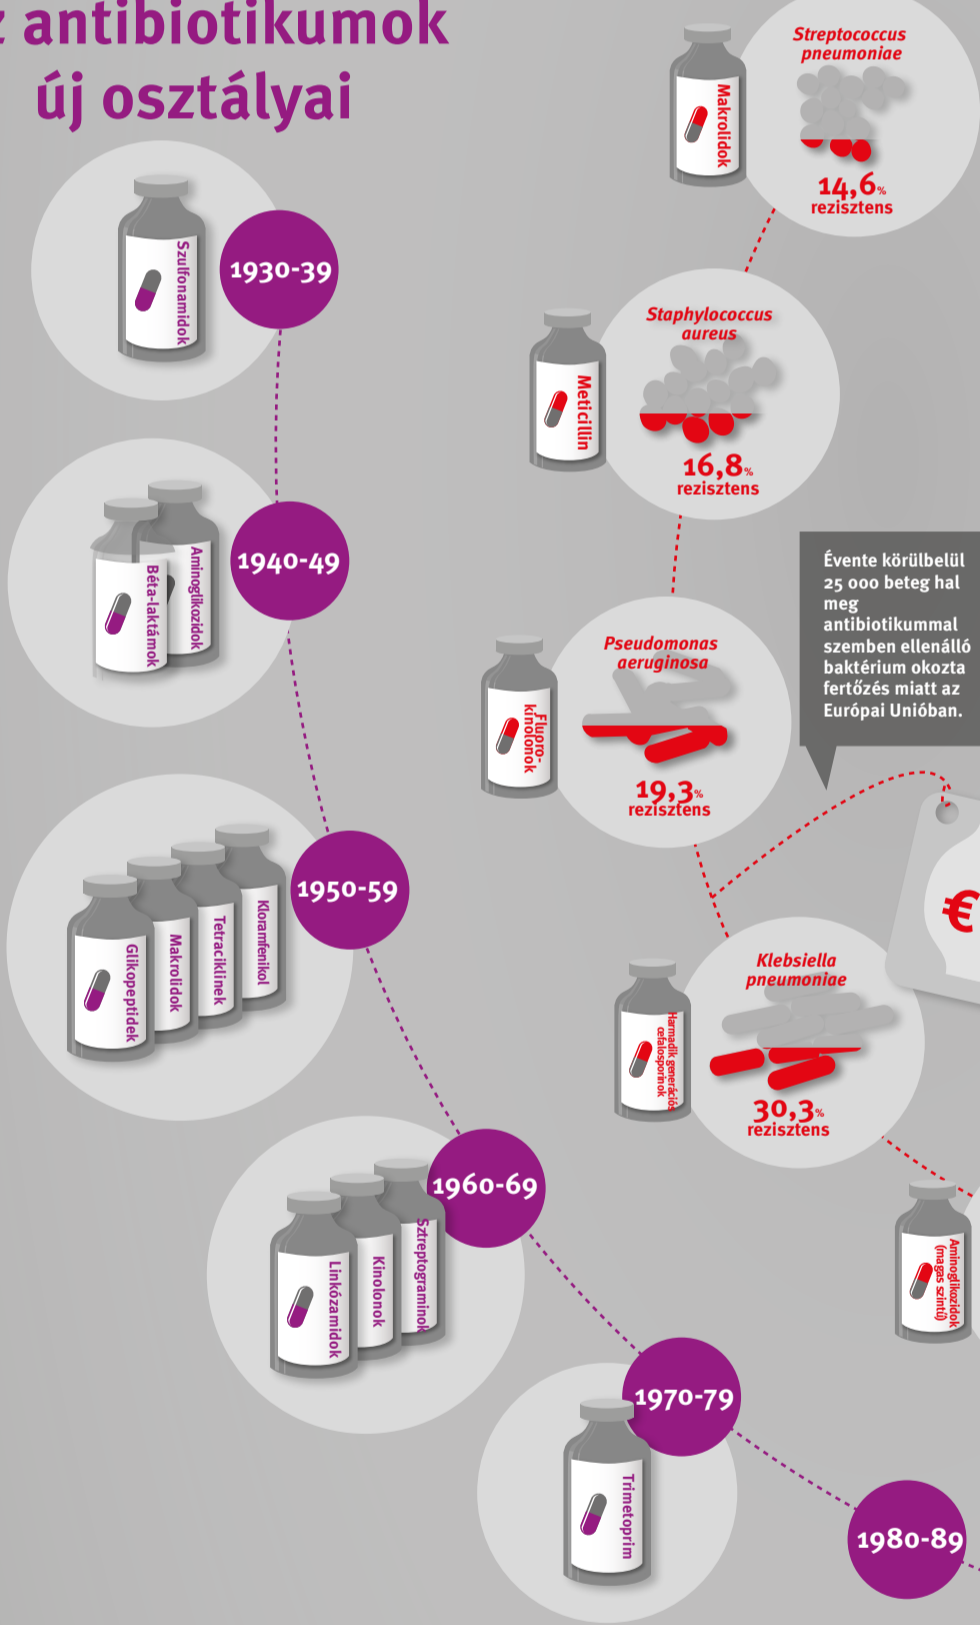 antibiotikumok
új osztályai
Szulfonamidok
1930-39
Béta-laktámok
Aminoglikozidok
1940-49
Glikopeptidek
Makrolidok
Tetraciklinek
Kloramfenikol
1950-59
Linkózamidok
Kinolonok
Sztreptograminok
1960-69
Trimetoprim
1970-79
1980-89
Makrolidok
Streptococcus
pneumoniae
14,6%
rezisztens
Meticillin
Staphylococcus
aureus
16,8%
rezisztens
Fluoro-
kinolonok
Pseudomonas
aeruginosa
19,3%
rezisztens
Évente körülbelül
25 000 beteg hal
meg
antibiotikummal
szemben ellenálló
baktérium okozta
fertőzés miatt az
Európai Unióban.
€
Harmadik generációs
cefalosporinok
Klebsiella
pneumoniae
30,3%
rezisztens
Aminoglikozidok
(magas szintű)